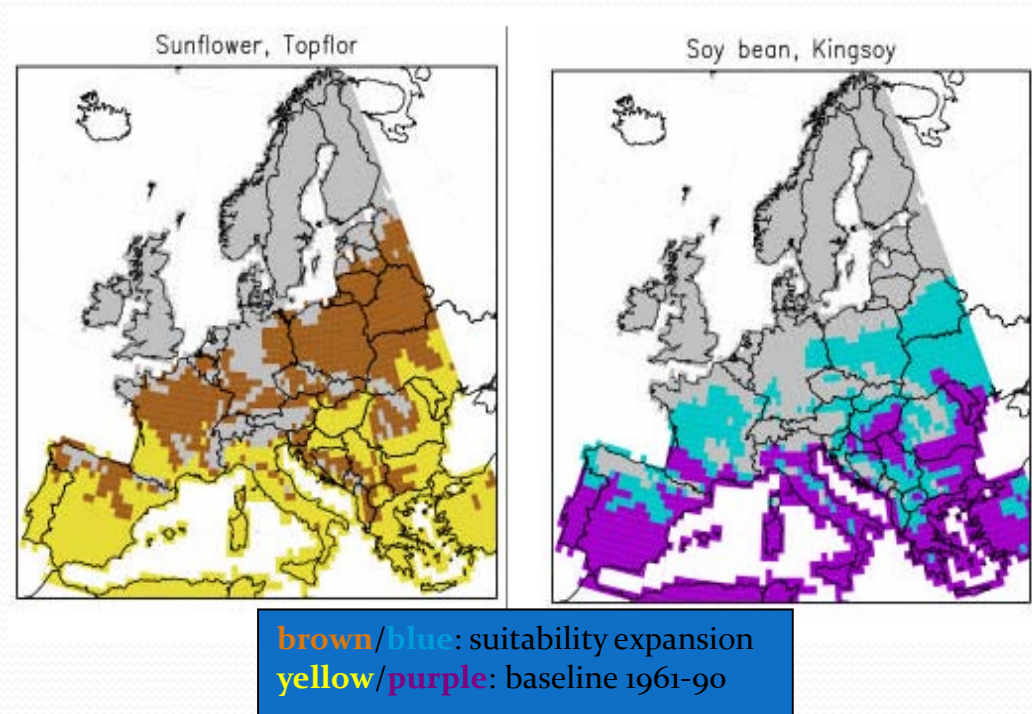 Sunflower, Topflor
Soy bean, Kingsoy
brown/blue: suitability expansion
yellow/purple: baseline 1961-90